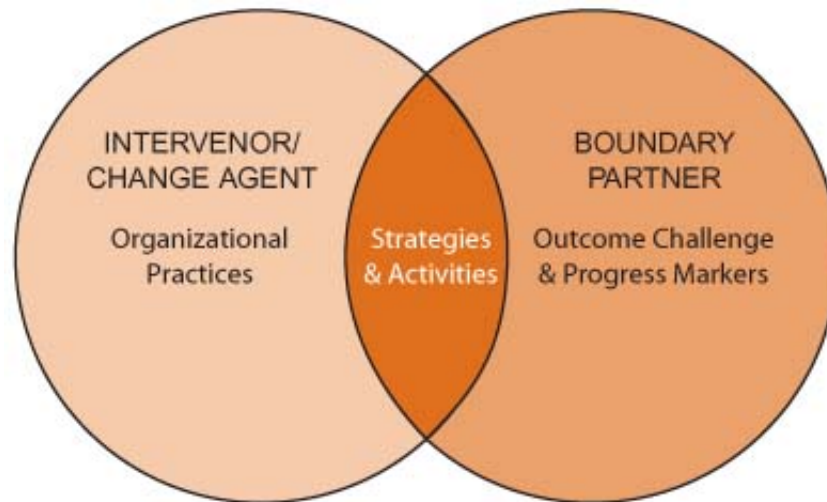 INTERVENOR/
CHANGE AGENT
Organizational
Practices
Strategies
& Activities
BOUNDARY
PARTNER
Outcome Challenge
& Progress Markers